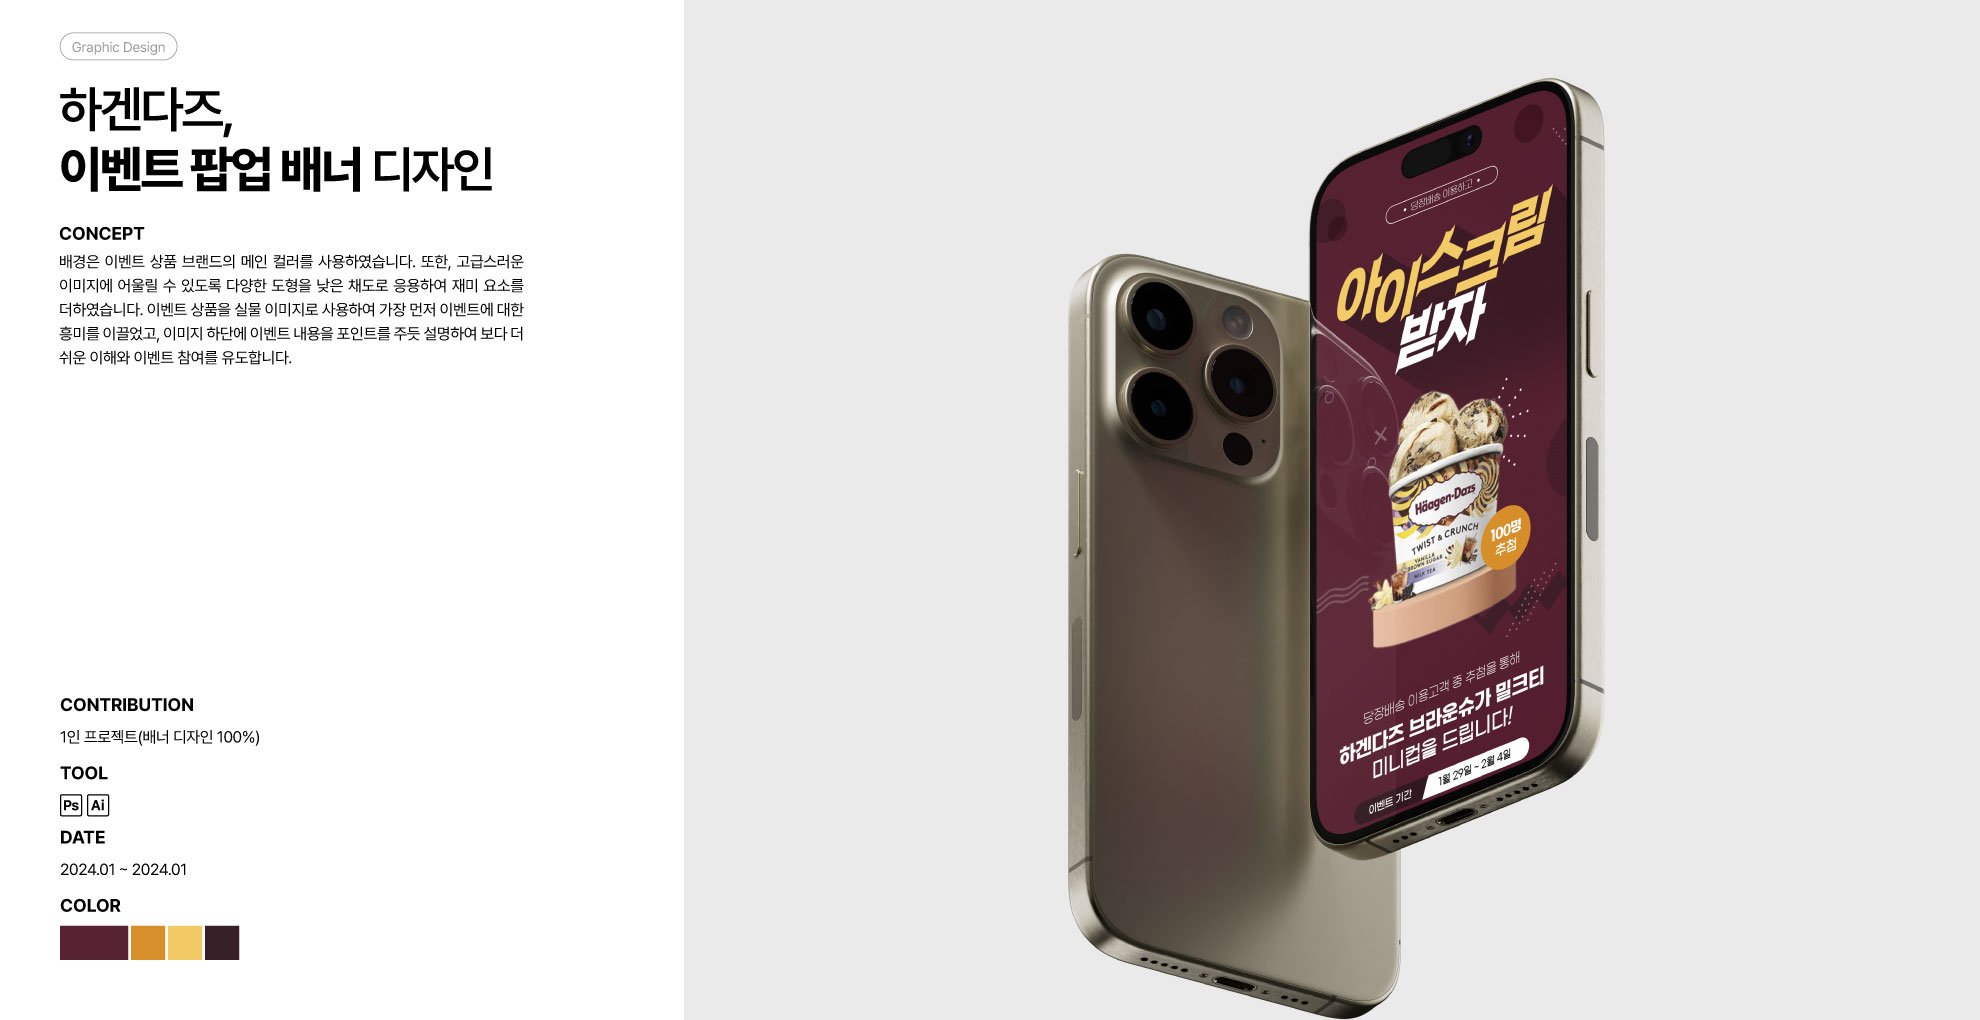 Graphic Design
하겐다즈,
이벤트 팝업 배너 디자인
CONCEPT
배경은 이벤트 상품 브랜드의 메인 컬러를 사용하였습니다. 또한, 고급스러운
이미지에 어울릴 수 있도록 다양한 도형을 낮은 채도로 응용하여 재미 요소를
더하였습니다. 이벤트 상품을 실물 이미지로 사용하여 가장 먼저 이벤트에 대한
흥미를 이끌었고, 이미지 하단에 이벤트 내용을 포인트를 주듯 설명하여 보다 더
쉬운 이해와 이벤트 참여를 유도합니다.
CONTRIBUTION
1인 프로젝트(배너 디자인 100%)
TOOL
Ps Ai
DATE
2024.01 ~ 2024.01
COLOR
• 당장배송 이용하고 •
아이스크림
받자
Häagen-Dazs
TWIST & CRUNCH
VANILLA
BROWN SUGAR
MILK TEA
100명
추첨
당장배송 이용고객 중 추첨을 통해
하겐다즈 브라운슈가 밀크티
미니컵을 드립니다!
이벤트 기간 1월 29일 ~ 2월 4일